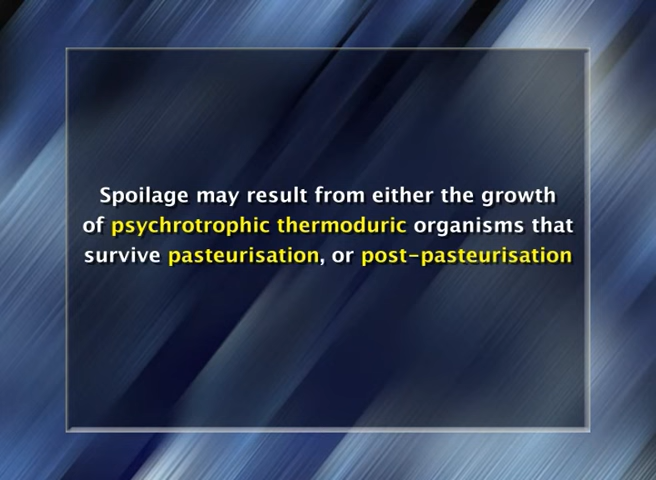 Spoilage may result from either the growth
of psychrotrophic thermoduric organisms that
survive pasteurisation, or post-pasteurisation